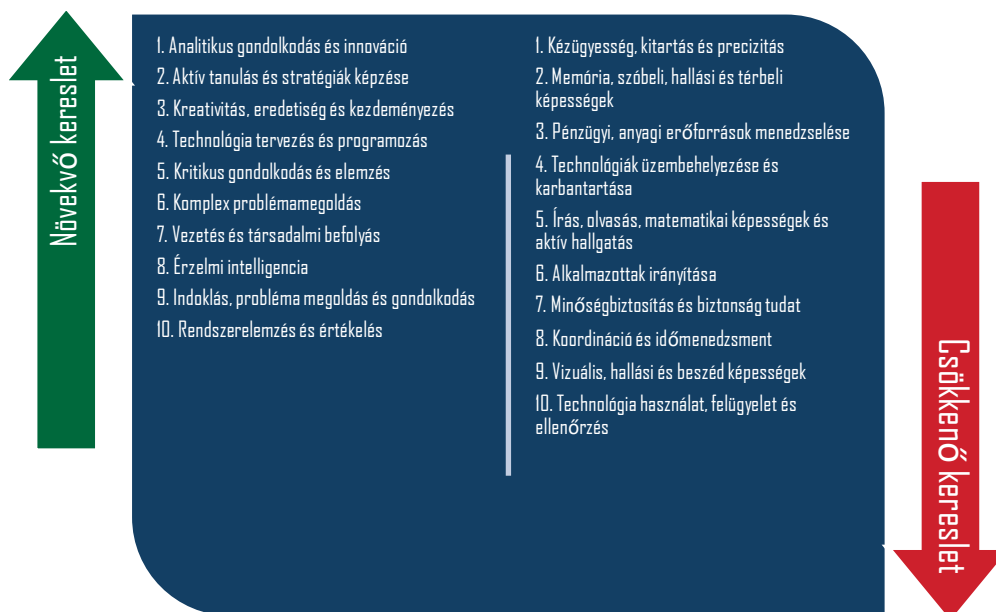 Növekvő kereslet
1. Analitikus gondolkodás és innováció
2. Aktív tanulás és stratégiák képzése
3. Kreativitás, eredetiség és kezdeményezés
4. Technológia tervezés és programozás
5. Kritikus gondolkodás és elemzés
6. Komplex problémamegoldás
7. Vezetés és társadalmi befolyás
8. Érzelmi intelligencia
9. Indoklás, probléma megoldás és gondolkodás
10. Rendszerelemzés és értékelés
1. Kézügyesség, kitartás és precizitás
2. Memória, szóbeli, hallási és térbeli
képességek
3. Pénzügyi, anyagi erőforrások menedzselése
4. Technológiák üzembehelyezése és
karbantartása
5. Írás, olvasás, matematikai képességek és
aktív hallgatás
6. Alkalmazottak irányítása
7. Minőségbiztosítás és biztonság tudat
8. Koordináció és időmenedzsment
9. Vizuális, hallási és beszéd képességek
10. Technológia használat, felügyelet és
ellenőrzés
Csökkenő kereslet